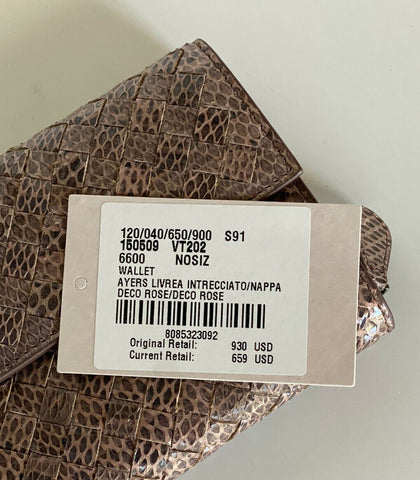 120/040/650/900 S91
150509 VT202
6600 NOSIZ
WALLET
AYERS LIVREA INTRECCIATO/NAPPA
DECO ROSE/DECO ROSE
8085323092
Original Retail: 930 USD
Current Retail: 659 USD